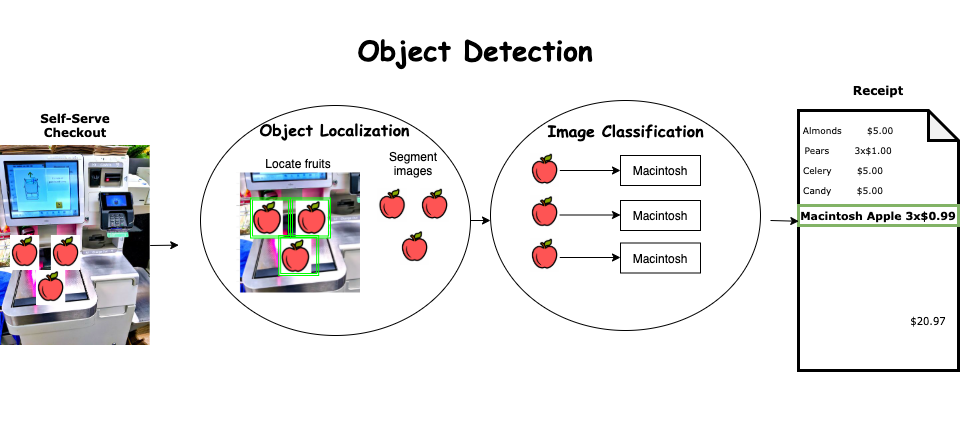 Object Detection
Self-Serve
Checkout
Object Localization
Locate fruits
Segment
images
Image Classification
Macintosh
Macintosh
Macintosh
Receipt
Almonds $5.00
Pears 3x$1.00
Celery $5.00
Candy $5.00
Macintosh Apple 3x$0.99
$20.97